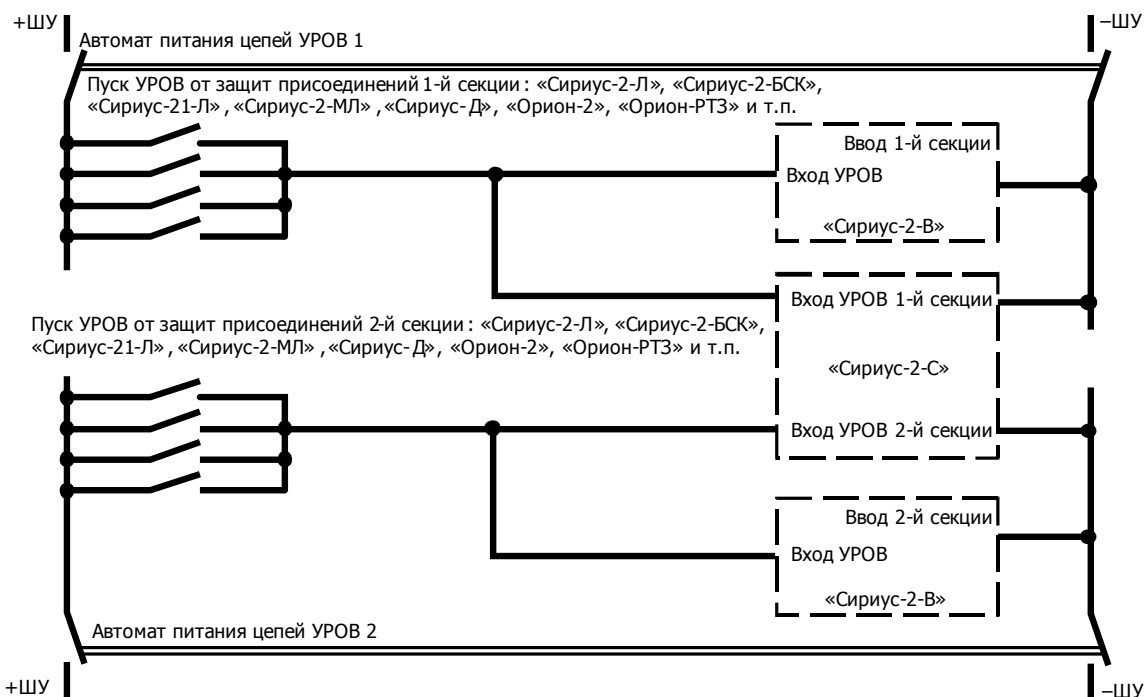 +ШУ
–ШУ
Автомат питания цепей УРОВ 1
Пуск УРОВ от защит присоединений 1-й секции: «Сириус-2-Л», «Сириус-2-БСК»,
«Сириус-21-Л», «Сириус-2-МЛ», «Сириус-Д», «Орион-2», «Орион-РТЗ» и т.п.
Ввод 1-й секции
Вход УРОВ
«Сириус-2-В»
Вход УРОВ 1-й секции
Пуск УРОВ от защит присоединений 2-й секции: «Сириус-2-Л», «Сириус-2-БСК»,
«Сириус-21-Л», «Сириус-2-МЛ», «Сириус-Д», «Орион-2», «Орион-РТЗ» и т.п.
«Сириус-2-С»
Вход УРОВ 2-й секции
Ввод 2-й секции
Вход УРОВ
«Сириус-2-В»
Автомат питания цепей УРОВ 2
+ШУ
–ШУ